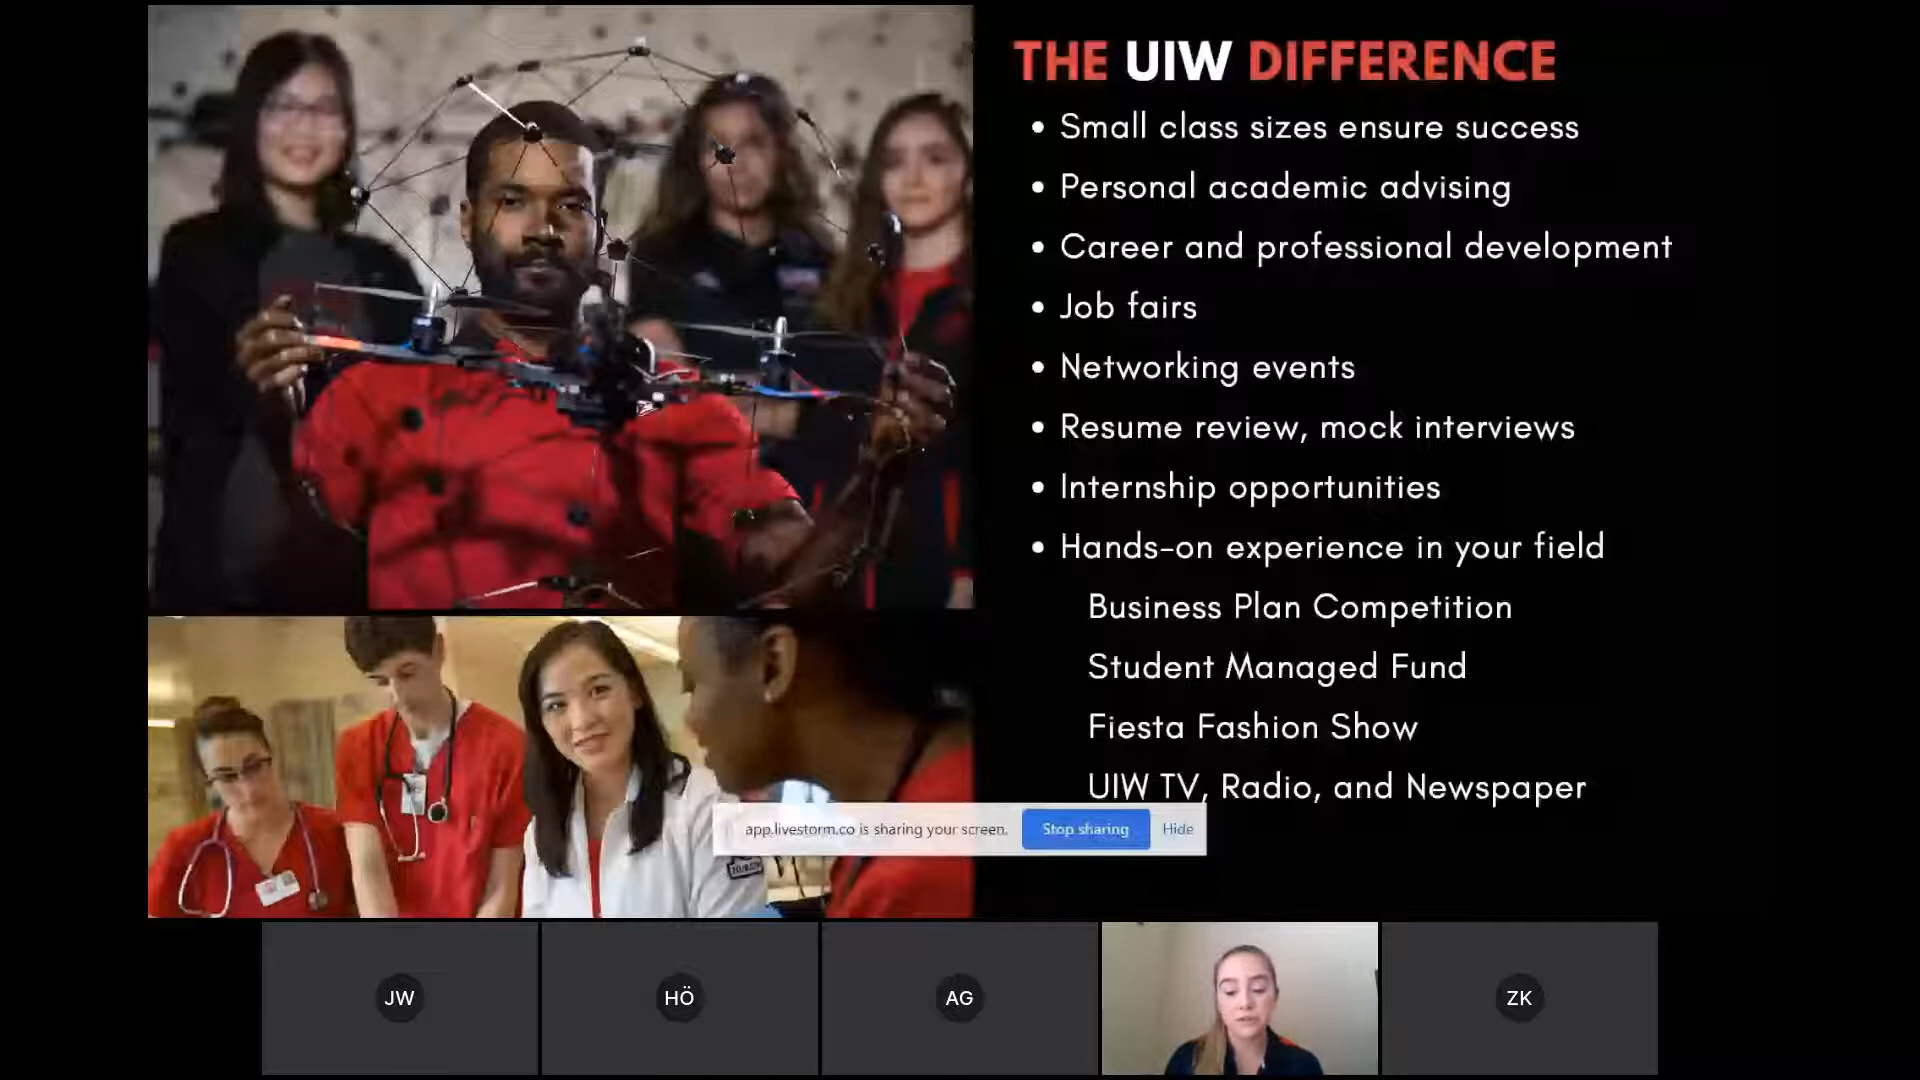 THE UIW DIFFERENCE
• Small class sizes ensure success
• Personal academic advising
• Career and professional development
• Job fairs
• Networking events
• Resume review, mock interviews
• Internship opportunities
• Hands-on experience in your field
Business Plan Competition
Student Managed Fund
Fiesta Fashion Show
UIW TV, Radio, and Newspaper
app.livestorm.co is sharing your screen. Stop sharing Hide
JW HÖ AG ZK